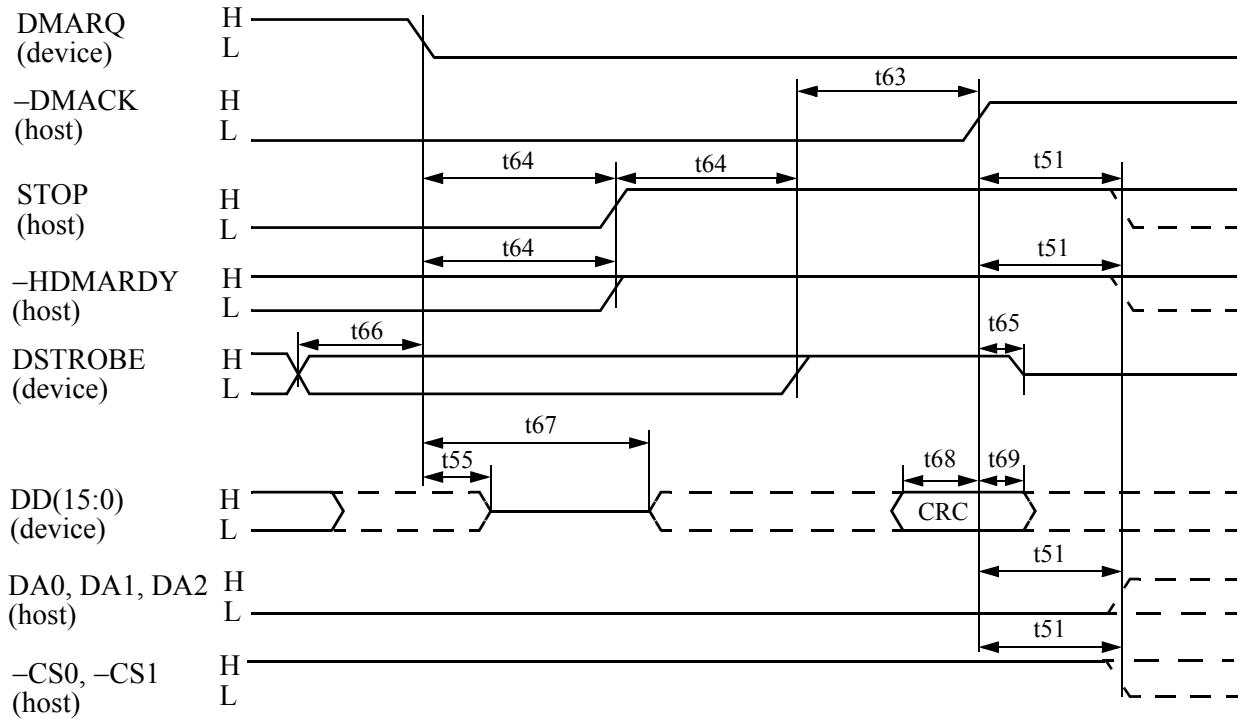 DMARQ
(device)
H
L
–DMACK
(host)
H
L
t63
STOP
(host)
H
L
t64
t64
t51
–HDMARDY
(host)
H
L
t64
t51
DSTROBE
(device)
H
L
t66
t65
DD(15:0)
(device)
H
L
t67
t55
t68
t69
CRC
DA0, DA1, DA2
(host)
H
L
t51
–CS0, –CS1
(host)
H
L
t51